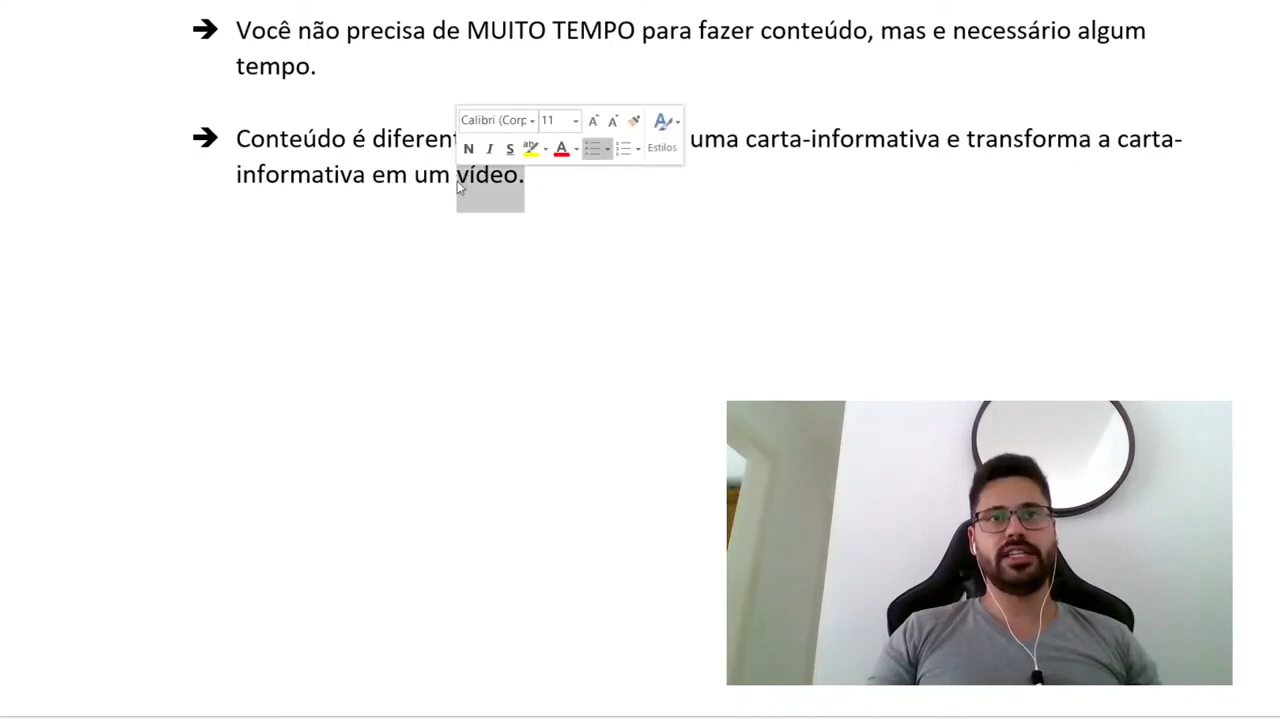 ➔ Você não precisa de MUITO TEMPO para fazer conteúdo, mas e necessário algum
tempo.
Calibri (Corp 11
➔ Conteúdo é diferent uma carta-informativa e transforma a carta-
N I S A Estilos
informativa em um vídeo.